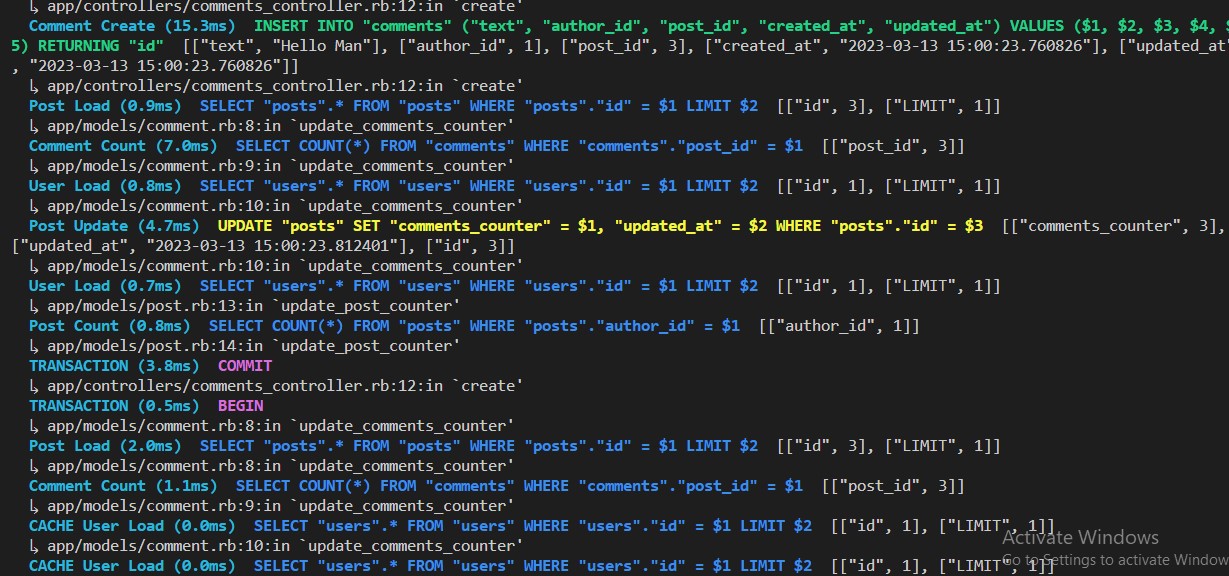 ↳ app/controllers/comments_controller.rb:12:in `create'
Comment Create (15.3ms)  INSERT INTO "comments" ("text", "author_id", "post_id", "created_at", "updated_at") VALUES ($1, $2, $3, $4, $
5) RETURNING "id"  [["text", "Hello Man"], ["author_id", 1], ["post_id", 3], ["created_at", "2023-03-13 15:00:23.760826"], ["updated_at"
, "2023-03-13 15:00:23.760826"]]
↳ app/controllers/comments_controller.rb:12:in `create'
Post Load (0.9ms)  SELECT "posts".* FROM "posts" WHERE "posts"."id" = $1 LIMIT $2  [["id", 3], ["LIMIT", 1]]
↳ app/models/comment.rb:8:in `update_comments_counter'
Comment Count (7.0ms)  SELECT COUNT(*) FROM "comments" WHERE "comments"."post_id" = $1  [["post_id", 3]]
↳ app/models/comment.rb:9:in `update_comments_counter'
User Load (0.8ms)  SELECT "users".* FROM "users" WHERE "users"."id" = $1 LIMIT $2  [["id", 1], ["LIMIT", 1]]
↳ app/models/comment.rb:10:in `update_comments_counter'
Post Update (4.7ms)  UPDATE "posts" SET "comments_counter" = $1, "updated_at" = $2 WHERE "posts"."id" = $3  [["comments_counter", 3],
["updated_at", "2023-03-13 15:00:23.812401"], ["id", 3]]
↳ app/models/comment.rb:10:in `update_comments_counter'
User Load (0.7ms)  SELECT "users".* FROM "users" WHERE "users"."id" = $1 LIMIT $2  [["id", 1], ["LIMIT", 1]]
↳ app/models/post.rb:13:in `update_post_counter'
Post Count (0.8ms)  SELECT COUNT(*) FROM "posts" WHERE "posts"."author_id" = $1  [["author_id", 1]]
↳ app/models/post.rb:14:in `update_post_counter'
TRANSACTION (3.8ms)  COMMIT
↳ app/controllers/comments_controller.rb:12:in `create'
TRANSACTION (0.5ms)  BEGIN
↳ app/models/comment.rb:8:in `update_comments_counter'
Post Load (2.0ms)  SELECT "posts".* FROM "posts" WHERE "posts"."id" = $1 LIMIT $2  [["id", 3], ["LIMIT", 1]]
↳ app/models/comment.rb:8:in `update_comments_counter'
Comment Count (1.1ms)  SELECT COUNT(*) FROM "comments" WHERE "comments"."post_id" = $1  [["post_id", 3]]
↳ app/models/comment.rb:9:in `update_comments_counter'
CACHE User Load (0.0ms)  SELECT "users".* FROM "users" WHERE "users"."id" = $1 LIMIT $2  [["id", 1], ["LIMIT", 1]]
Activate Windows
↳ app/models/comment.rb:10:in `update_comments_counter'
Go to Settings to activate Window
CACHE User Load (0.0ms)  SELECT "users".* FROM "users" WHERE "users"."id" = $1 LIMIT $2  [["id", 1], ["LIMIT", 1]]